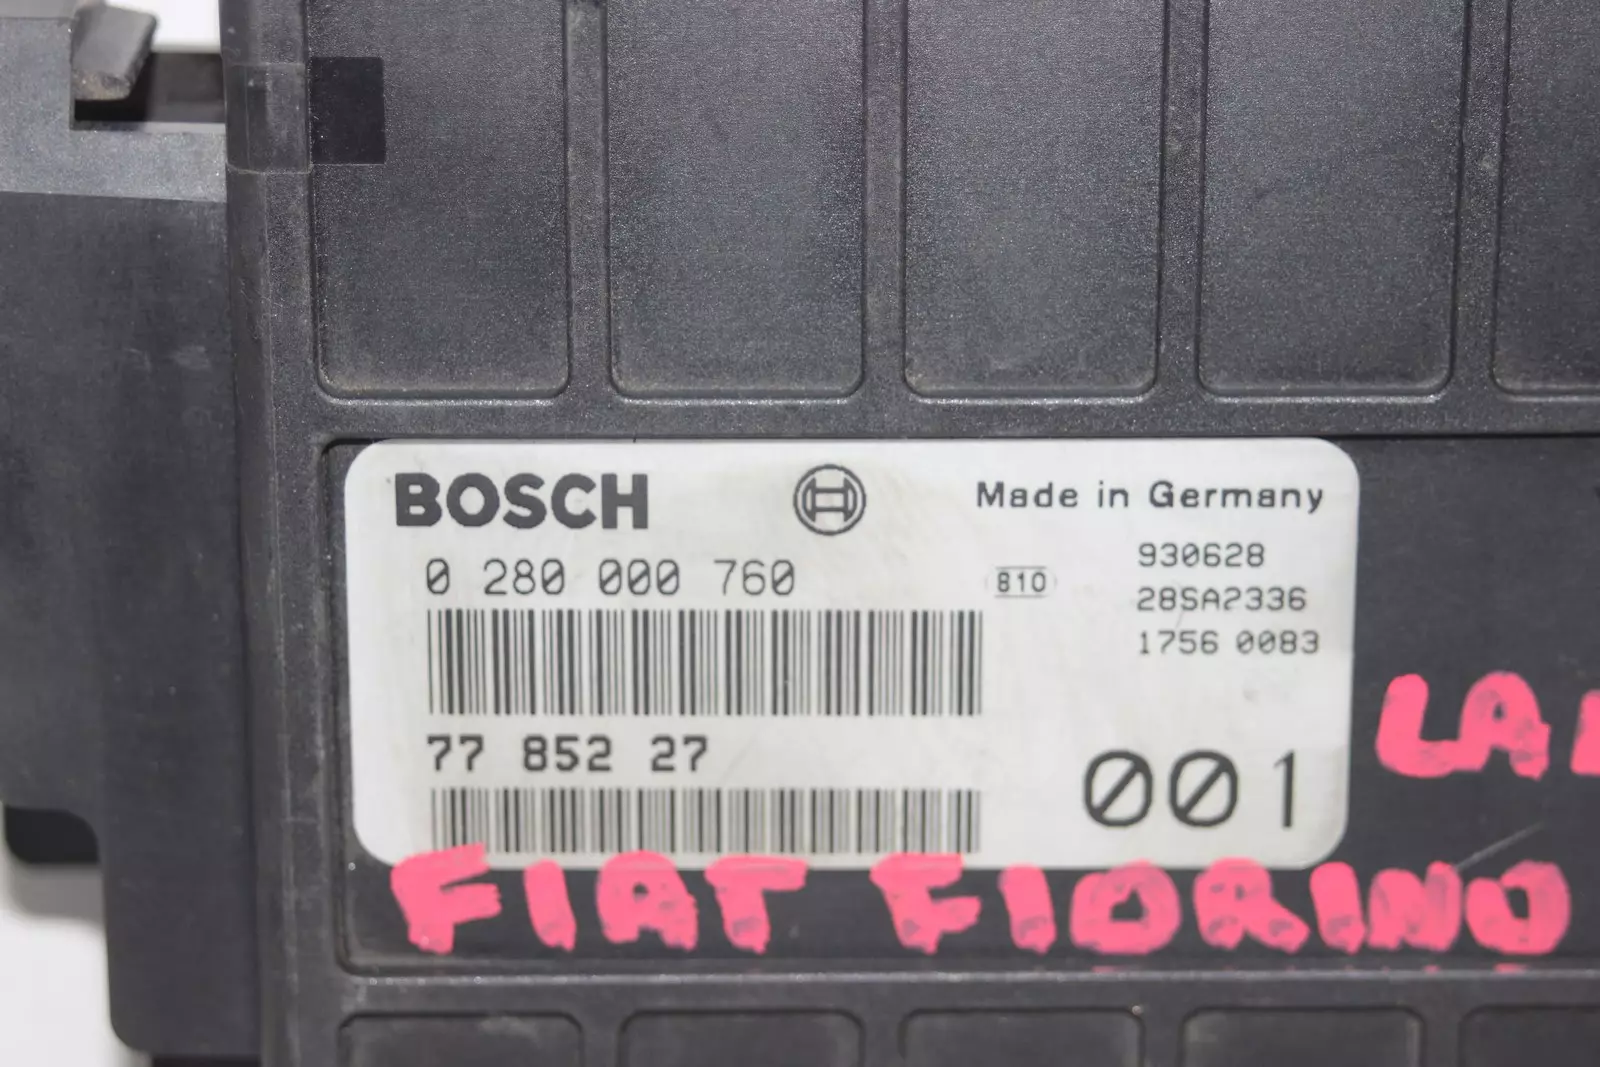 BOSCH
Made in Germany
0 280 000 760
810
930628
28SA2336
1756 0083
77 852 27
001
FIAT FIORINO